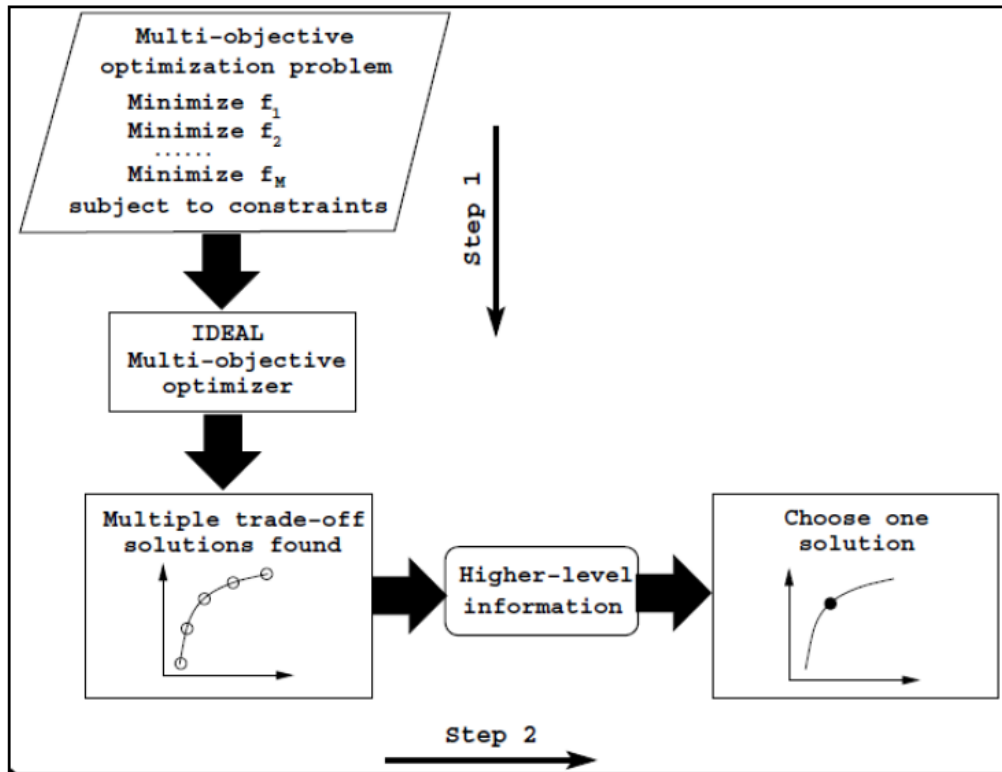 Multi-objective
optimization problem
Minimize f₁
Minimize f₂
......
Minimize f_M
subject to constraints
Step 1
IDEAL
Multi-objective
optimizer
Multiple trade-off
solutions found
Higher-level
information
Choose one
solution
Step 2